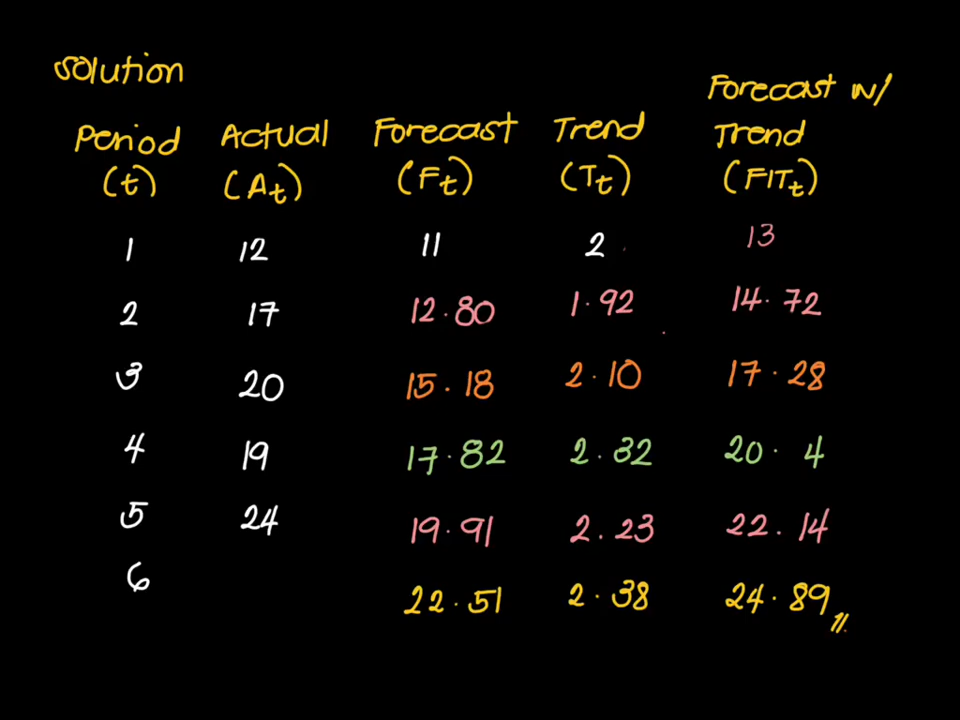 Solution
Period Actual Forecast Trend Forecast w/ Trend
(t) (At) (Ft) (Tt) (FITt)
1 12 11 2 13
2 17 12.80 1.92 14.72
3 20 15.18 2.10 17.28
4 19 17.82 2.32 20.4
5 24 19.91 2.23 22.14
6 22.51 2.38 24.89